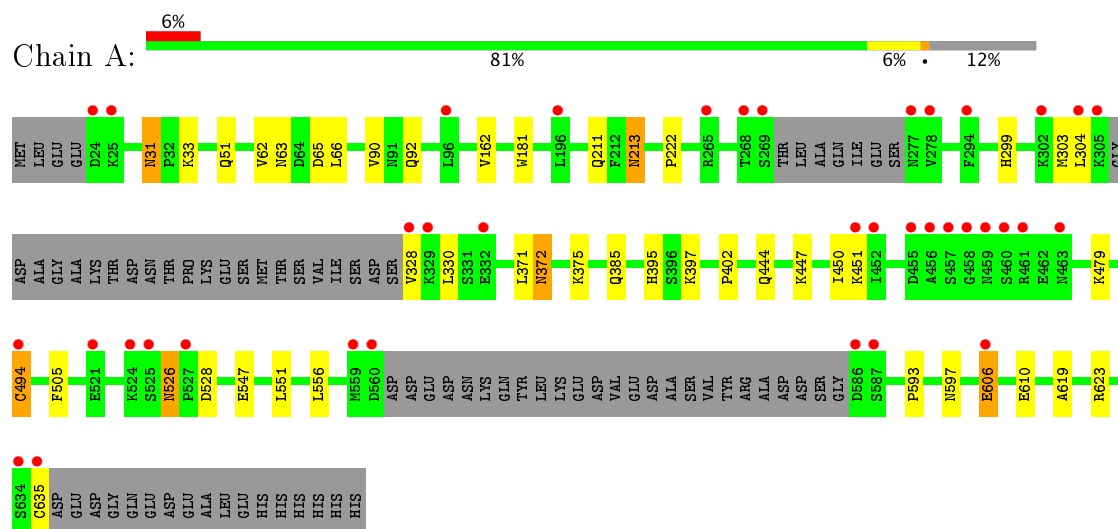 6%
Chain A:
81% 6% • 12%
MET LEU GLU GLU D24 K25 N31 P32 K33 Q51 V62 N63 D64 D65 L66 V90 N91 Q92 L96 V162 W181 L196 Q211 F212 N213 P222 R265 T268 S269 THR LEU ALA GLN ILE GLU SER N277 V278 F294 H299 K302 M303 L304 K305 GLY
ASP ALA GLY ALA LYS THR ASP ASN THR PRO LYS GLU SER MET THR SER VAL ILE SER ASP SER V328 K329 L330 S331 E332 L371 N372 K375 Q385 H395 S396 K397 P402 Q444 K447 I450 K451 I452 D455 A456 S457 G458 N459 S460 R461 E462 N463 K479
C494 F505 E521 K524 S525 N526 P527 D528 E547 L551 L556 M559 D560 ASP ASP GLU ASP ASN LYS GLN TYR LEU LYS GLU ASP VAL GLU ASP ALA SER VAL TYR ARG ALA ASP ASP SER GLY D586 S587 P593 N597 E606 E610 A619 R623
S634 C635 ASP GLU ASP GLY GLN GLU ASP GLU ALA LEU GLU HIS HIS HIS HIS HIS HIS